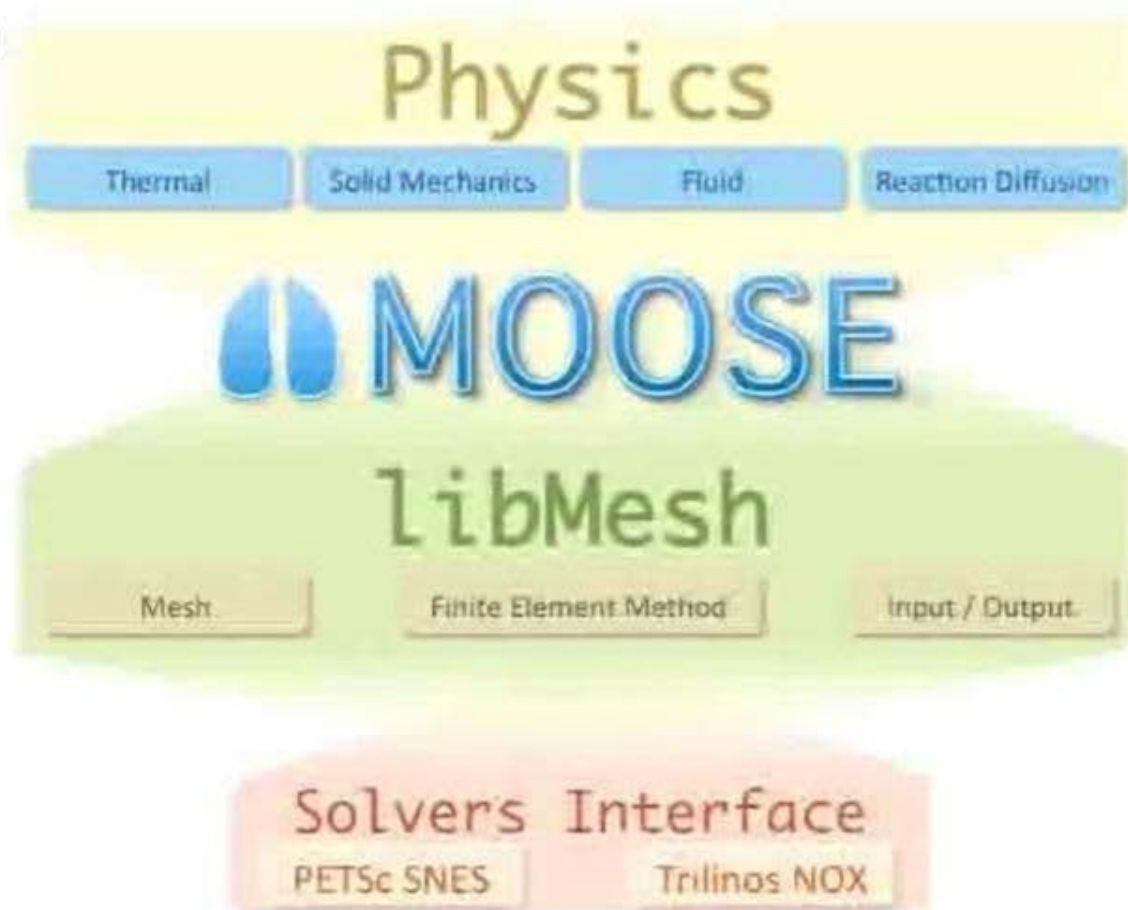 Physics
Thermal Solid Mechanics Fluid Reaction Diffusion
MOOSE
libMesh
Mesh Finite Element Method Input / Output
Solvers Interface
PETSc SNES Trilinos NOX